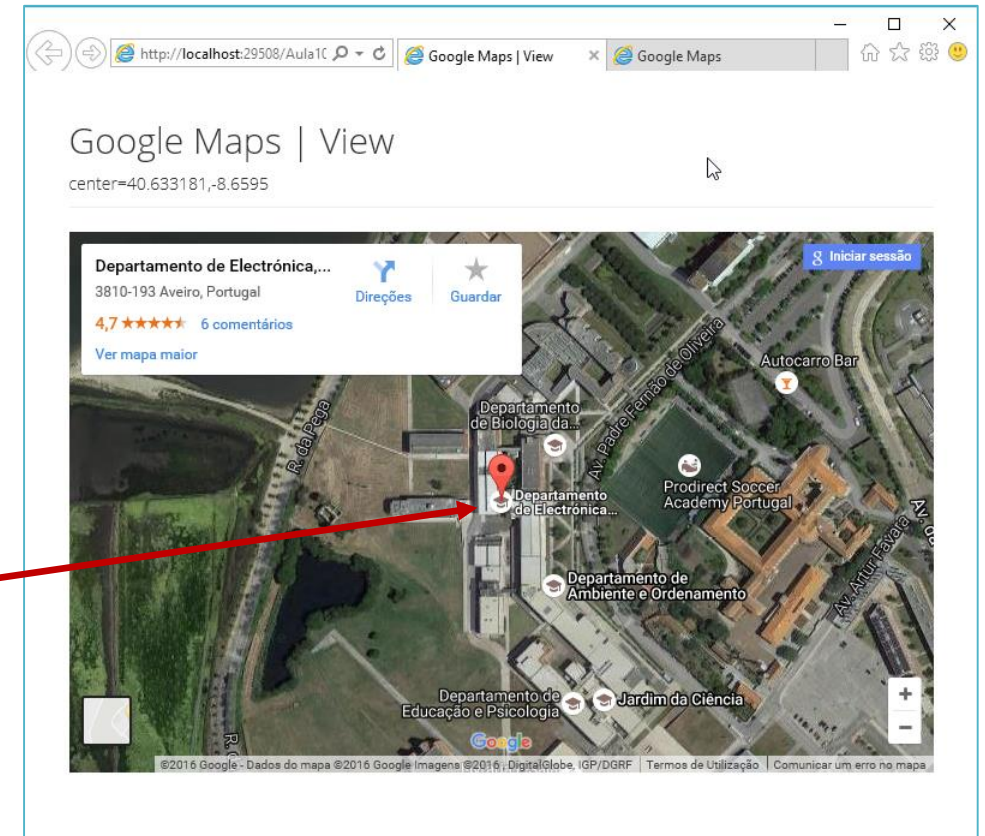 http://localhost:29508/Aula10
Google Maps | View
Google Maps
Google Maps | View
center=40.633181,-8.6595
Departamento de Electrónica,...
3810-193 Aveiro, Portugal
4,7
6 comentários
Ver mapa maior
Direções
Guardar
Iniciar sessão
R. da Pega
Av. Padre Fernão de Oliveira
Autocarro Bar
Departamento
de Biologia da...
Prodirect Soccer
Academy Portugal
Departamento
de Electrónica...
Av. da
Av. Artur Favara
Departamento de
Ambiente e Ordenamento
Departamento de
Educação e Psicologia
Jardim da Ciência
Google
©2016 Google - Dados do mapa ©2016 Google Imagens ©2016 , DigitalGlobe, IGP/DGRF
Termos de Utilização
Comunicar um erro no mapa